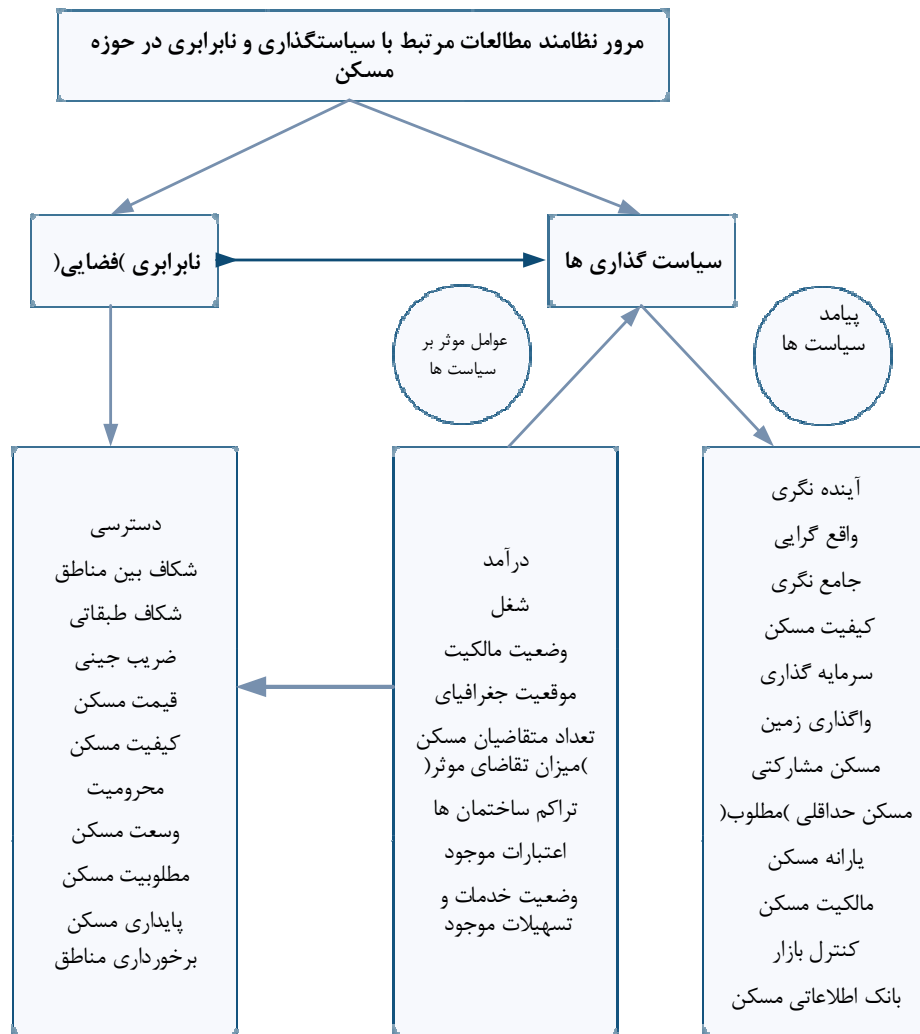 مرور نظامند مطالعات مرتبط با سیاستگذاری و نابرابری در حوزه
مسکن
سیاست گذاری ها
نابرابری )فضایی(
پیامد
سیاست ها
عوامل موثر بر
سیاست ها
آینده نگری
واقع گرایی
جامع نگری
کیفیت مسکن
سرمایه گذاری
واگذاری زمین
مسکن مشارکتی
مسکن حداقلی )مطلوب(
یارانه مسکن
مالکیت مسکن
کنترل بازار
بانک اطلاعاتی مسکن
درآمد
شغل
وضعیت مالکیت
موقعیت جغرافیای
تعداد متقاضیان مسکن
)میزان تقاضای موثر(
تراکم ساختمان ها
اعتبارات موجود
وضعیت خدمات و
تسهیلات موجود
دسترسی
شکاف بین مناطق
شکاف طبقاتی
ضریب جینی
قیمت مسکن
کیفیت مسکن
محرومیت
وسعت مسکن
مطلوبیت مسکن
پایداری مسکن
برخورداری مناطق